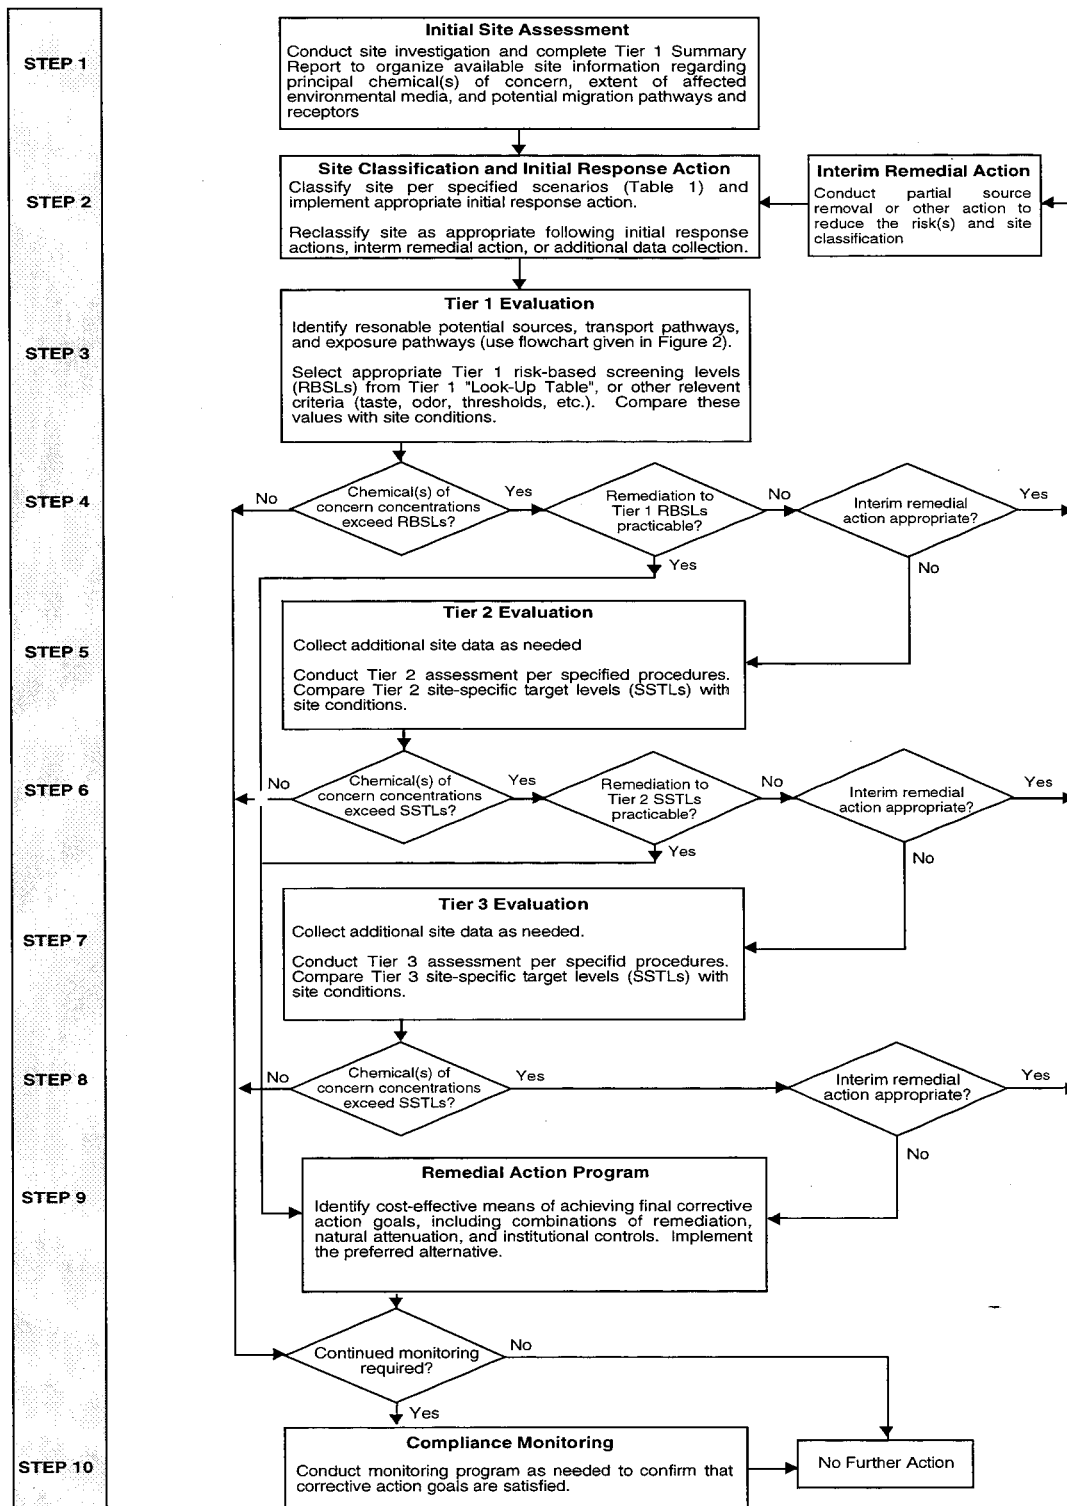 Initial Site Assessment
STEP 1
Conduct site investigation and complete Tier 1 Summary
Report to organize available site information regarding
principal chemical(s) of concern, extent of affected
environmental media, and potential migration pathways and
receptors
Site Classification and Initial Response Action
STEP 2
Classify site per specified scenarios (Table 1) and
implement appropriate initial response action.
Reclassify site as appropriate following initial response
actions, interm remedial action, or additional data collection.
Interim Remedial Action
Conduct partial source
removal or other action to
reduce the risk(s) and site
classification
Tier 1 Evaluation
STEP 3
Identify resonable potential sources, transport pathways,
and exposure pathways (use flowchart given in Figure 2).
Select appropriate Tier 1 risk-based screening levels
(RBSLs) from Tier 1 "Look-Up Table", or other relevent
criteria (taste, odor, thresholds, etc.). Compare these
values with site conditions.
STEP 4
No
Chemical(s) of
concern concentrations
exceed RBSLs?
Yes
Remediation to
Tier 1 RBSLs
practicable?
No
Interim remedial
action appropriate?
Yes
Yes
No
Tier 2 Evaluation
STEP 5
Collect additional site data as needed
Conduct Tier 2 assessment per specified procedures.
Compare Tier 2 site-specific target levels (SSTLs) with
site conditions.
STEP 6
No
Chemical(s) of
concern concentrations
exceed SSTLs?
Yes
Remediation to
Tier 2 SSTLs
practicable?
No
Interim remedial
action appropriate?
Yes
Yes
No
Tier 3 Evaluation
STEP 7
Collect additional site data as needed.
Conduct Tier 3 assessment per specifid procedures.
Compare Tier 3 site-specific target levels (SSTLs) with
site conditions.
STEP 8
No
Chemical(s) of
concern concentrations
exceed SSTLs?
Yes
Interim remedial
action appropriate?
Yes
No
Remedial Action Program
STEP 9
Identify cost-effective means of achieving final corrective
action goals, including combinations of remediation,
natural attenuation, and institutional controls. Implement
the preferred alternative.
Continued monitoring
required?
No
Yes
Compliance Monitoring
STEP 10
Conduct monitoring program as needed to confirm that
corrective action goals are satisfied.
No Further Action